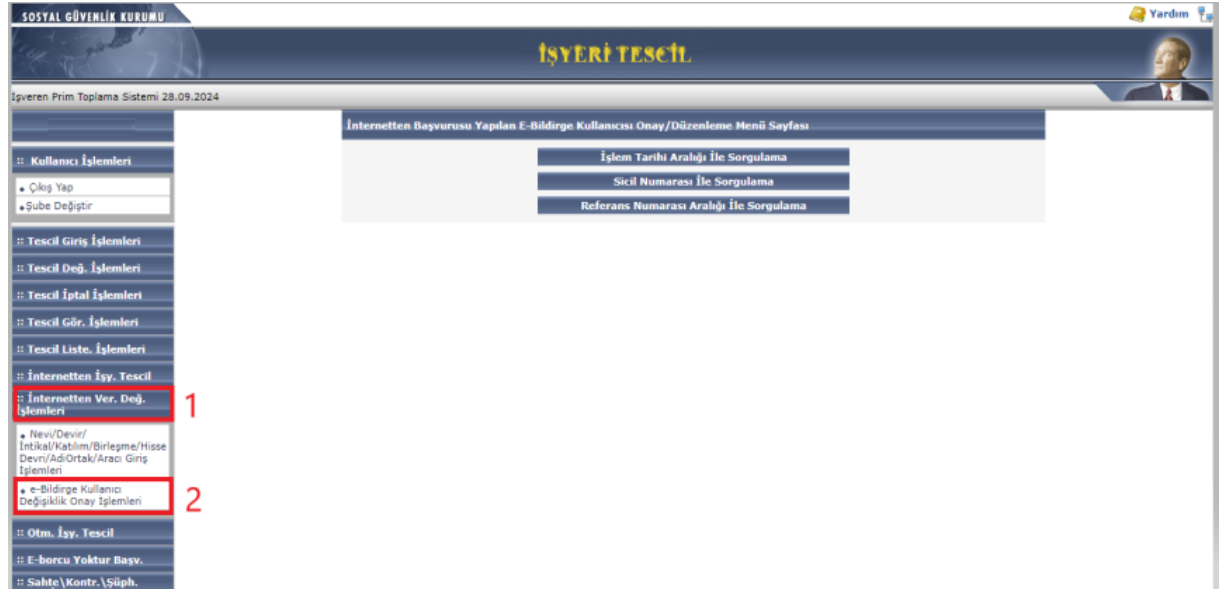 SOSYAL GÜVENLİK KURUMU
Yardım
İŞYERİ TESCİL
İşveren Prim Toplama Sistemi 28.09.2024
İnternetten Başvurusu Yapılan E-Bildirge Kullanıcısı Onay/Düzenleme Menü Sayfası
İşlem Tarihi Aralığı İle Sorgulama
Sicil Numarası İle Sorgulama
Referans Numarası Aralığı İle Sorgulama
:: Kullanıcı İşlemleri
• Çıkış Yap
•Şube Değiştir
:: Tescil Giriş İşlemleri
:: Tescil Değ. İşlemleri
:: Tescil İptal İşlemleri
:: Tescil Gör. İşlemleri
:: Tescil Liste. İşlemleri
:: İnternetten İşy. Tescil
:: İnternetten Ver. Değ.
İşlemleri
1
• Nevi/Devir/
İntikal/Katılım/Birleşme/Hisse
Devri/AdiOrtak/Aracı Giriş
İşlemleri
• e-Bildirge Kullanıcı
Değişiklik Onay İşlemleri
2
:: Otm. İşy. Tescil
:: E-borcu Yoktur Başv.
:: Sahte\Kontr.\Şüph.